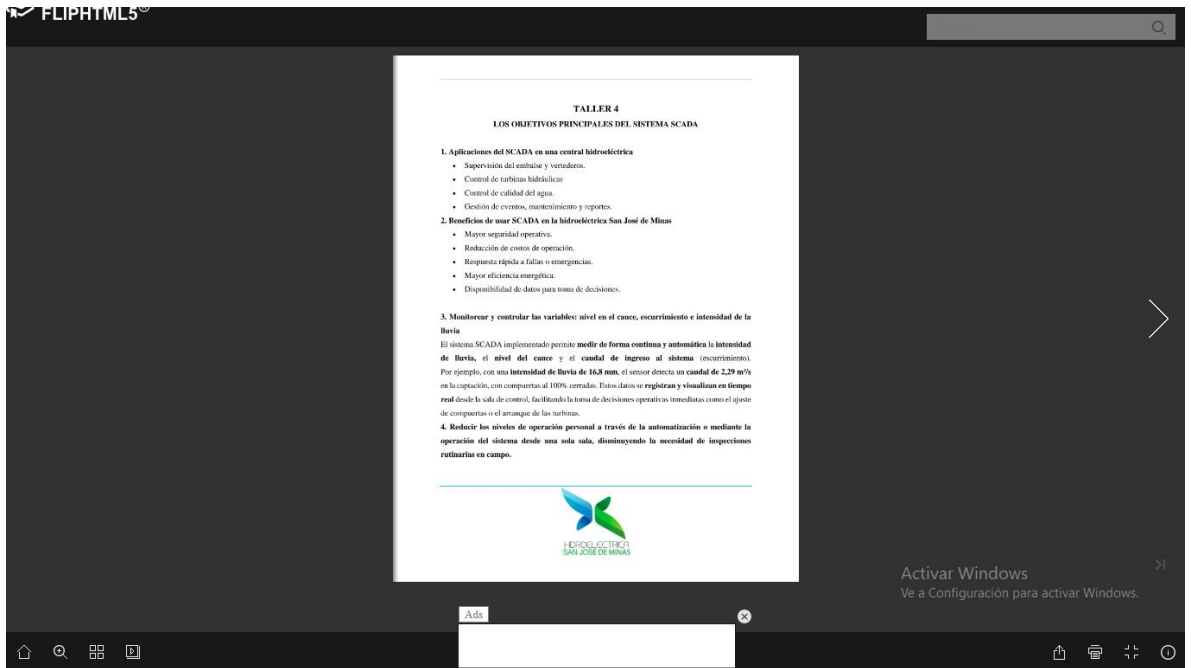 FLIPHTML5®
TALLER 4
LOS OBJETIVOS PRINCIPALES DEL SISTEMA SCADA
1. Aplicaciones del SCADA en una central hidroeléctrica
• Supervisión del embalse y vertederos.
• Control de turbinas hidráulicas
• Control de calidad del agua.
• Gestión de eventos, mantenimiento y reportes.
2. Beneficios de usar SCADA en la hidroeléctrica San José de Minas
• Mayor seguridad operativa.
• Reducción de costos de operación.
• Respuesta rápida a fallas o emergencias.
• Mayor eficiencia energética.
• Disponibilidad de datos para toma de decisiones.
3. Monitorear y controlar las variables: nivel en el cauce, escurrimiento e intensidad de la
lluvia
El sistema SCADA implementado permite medir de forma continua y automática la intensidad
de lluvia, el nivel del cauce y el caudal de ingreso al sistema (escurrimiento).
Por ejemplo, con una intensidad de lluvia de 16,8 mm, el sensor detecta un caudal de 2,29 m³/s
en la captación, con compuertas al 100% cerradas. Estos datos se registran y visualizan en tiempo
real desde la sala de control, facilitando la toma de decisiones operativas inmediatas como el ajuste
de compuertas o el arranque de las turbinas.
4. Reducir los niveles de operación personal a través de la automatización o mediante la
operación del sistema desde una sola sala, disminuyendo la necesidad de inspecciones
rutinarias en campo.
HIDROELECTRICA
SAN JOSÉ DE MINAS
Activar Windows
Ve a Configuración para activar Windows.
Ads